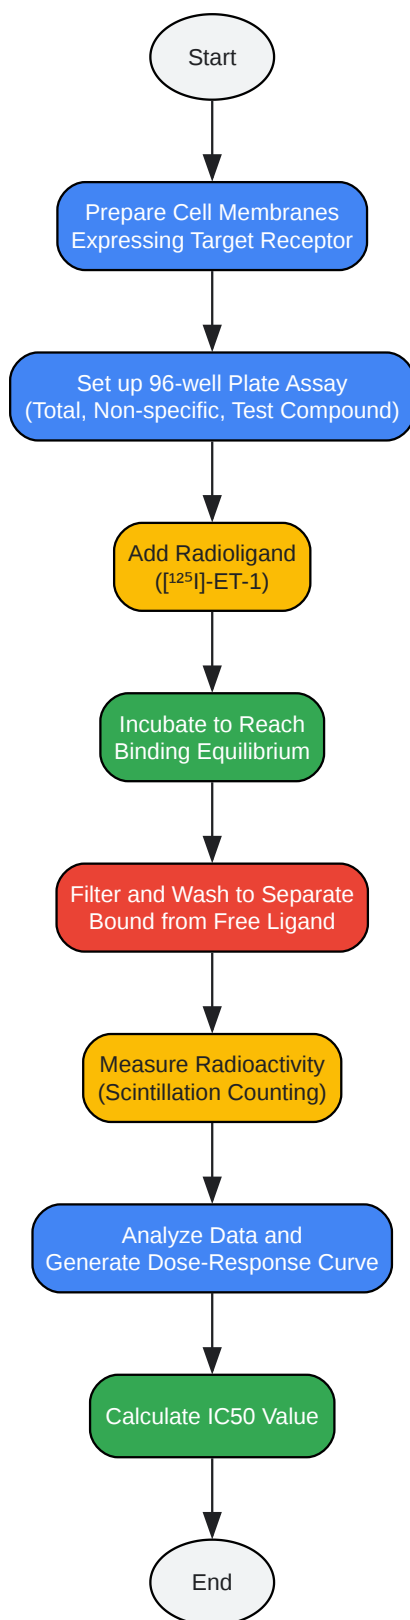 Start
Prepare Cell Membranes
Expressing Target Receptor
Set up 96-well Plate Assay
(Total, Non-specific, Test Compound)
Add Radioligand
([¹²⁵I]-ET-1)
Incubate to Reach
Binding Equilibrium
Filter and Wash to Separate
Bound from Free Ligand
Measure Radioactivity
(Scintillation Counting)
Analyze Data and
Generate Dose-Response Curve
Calculate IC50 Value
End